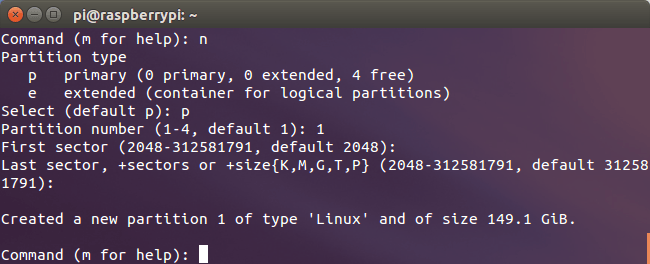 pi@raspberrypi: ~
Command (m for help): n
Partition type
   p   primary (0 primary, 0 extended, 4 free)
   e   extended (container for logical partitions)
Select (default p): p
Partition number (1-4, default 1): 1
First sector (2048-312581791, default 2048):
Last sector, +sectors or +size{K,M,G,T,P} (2048-312581791, default 31258
1791):
Created a new partition 1 of type 'Linux' and of size 149.1 GiB.
Command (m for help):